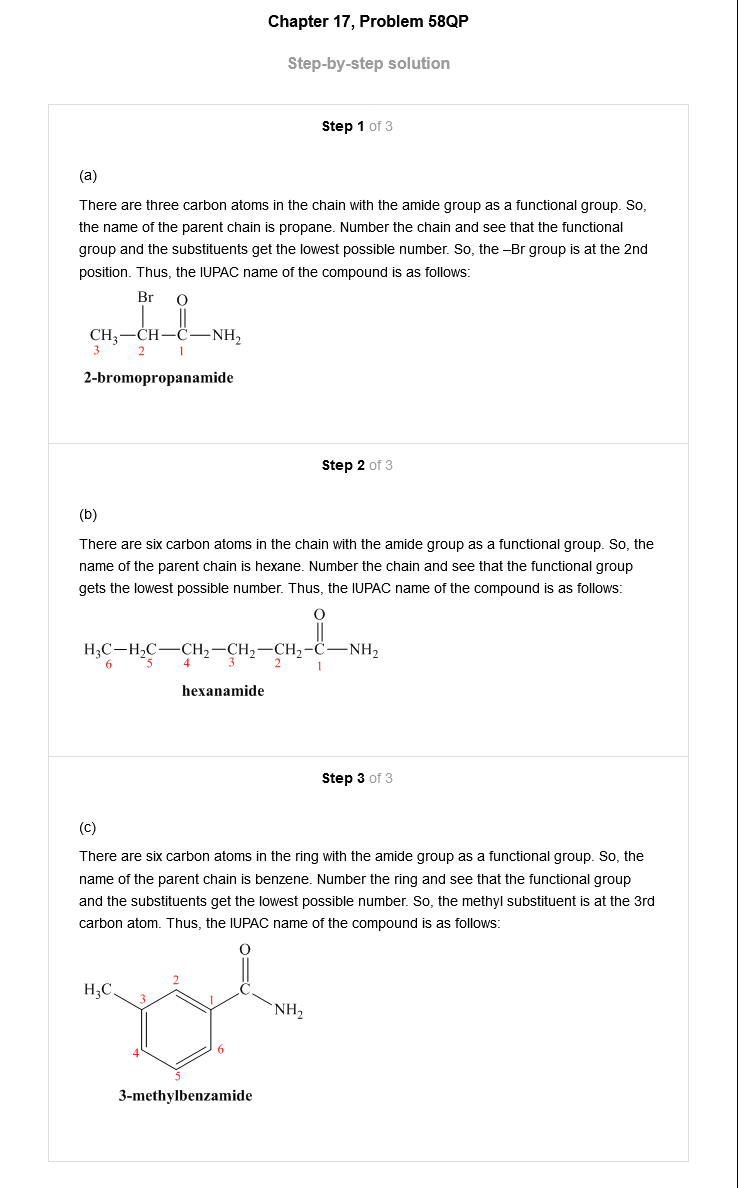 Chapter 17, Problem 58QP
Step-by-step solution
Step 1 of 3
(a)
There are three carbon atoms in the chain with the amide group as a functional group. So,
the name of the parent chain is propane. Number the chain and see that the functional
group and the substituents get the lowest possible number. So, the –Br group is at the 2nd
position. Thus, the IUPAC name of the compound is as follows:
Br O
CH₃—CH—C—NH₂
3 2 1
2-bromopropanamide
Step 2 of 3
(b)
There are six carbon atoms in the chain with the amide group as a functional group. So, the
name of the parent chain is hexane. Number the chain and see that the functional group
gets the lowest possible number. Thus, the IUPAC name of the compound is as follows:
O
H₃C—H₂C—CH₂—CH₂—CH₂—C—NH₂
6 5 4 3 2 1
hexanamide
Step 3 of 3
(c)
There are six carbon atoms in the ring with the amide group as a functional group. So, the
name of the parent chain is benzene. Number the ring and see that the functional group
and the substituents get the lowest possible number. So, the methyl substituent is at the 3rd
carbon atom. Thus, the IUPAC name of the compound is as follows:
O
2
H₃C C
3 1
NH₂
4 6
5
3-methylbenzamide